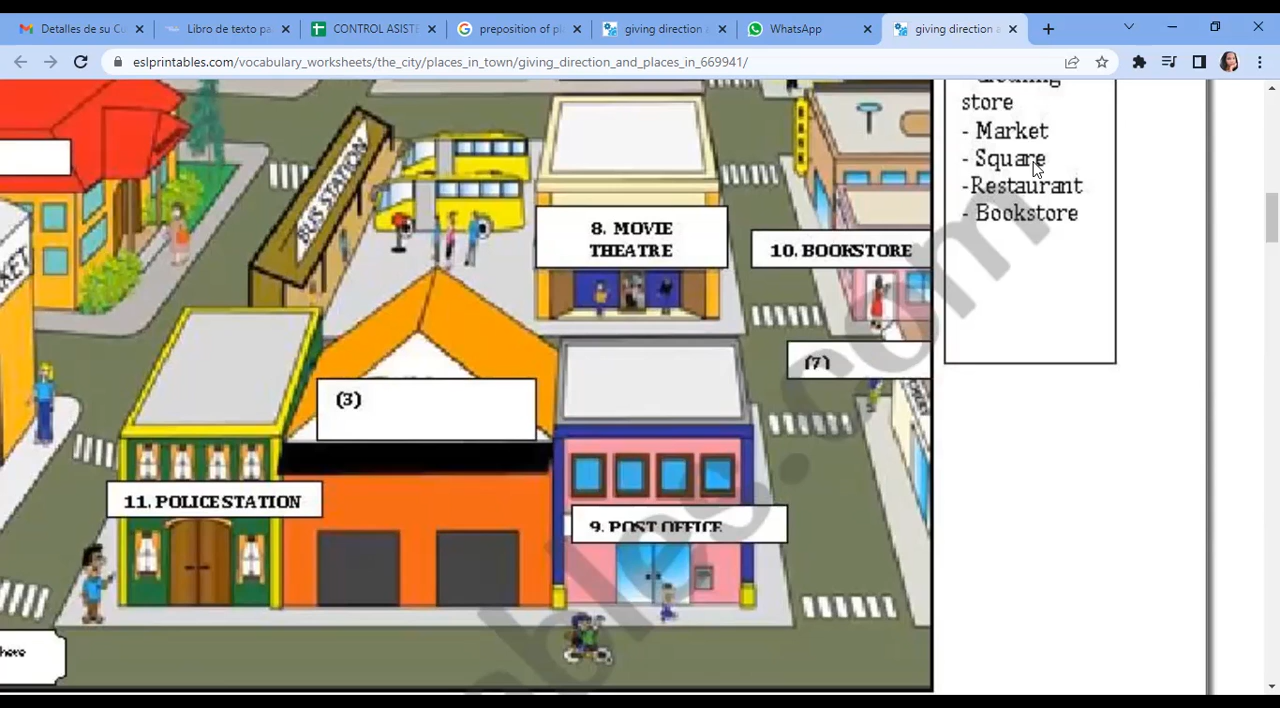 Detalles de su Cu
Libro de texto pa
CONTROL ASIST
preposition of pl
giving direction a
WhatsApp
giving direction a
eslprintables.com/vocabulary_worksheets/the_city/places_in_town/giving_direction_and_places_in_669941/
store
- Market
- Square
-Restaurant
- Bookstore
BUS STATION
8. MOVIE
THEATRE
10. BOOKSTORE
(7)
(3)
11. POLICE STATION
9. POST OFFICE
here